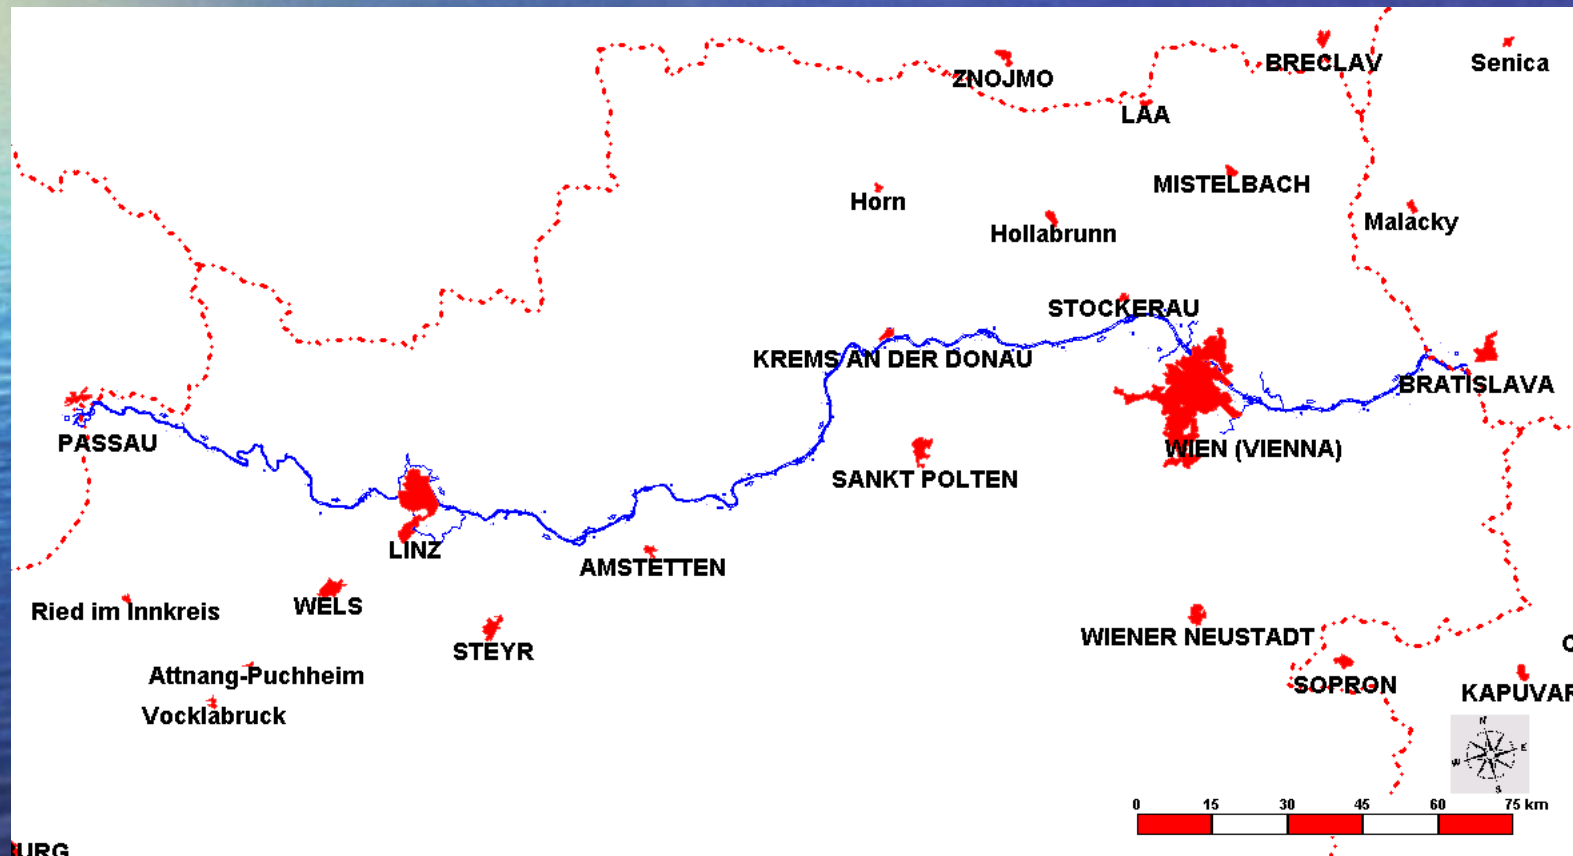 BRECLAV
Senica
ZNOJMO
LAA
MISTELBACH
Horn
Malacky
Hollabrunn
STOCKERAU
KREMS AN DER DONAU
BRATISLAVA
PASSAU
WIEN (VIENNA)
SANKT POLTEN
LINZ
AMSTETTEN
WELS
Ried im Innkreis
WIENER NEUSTADT
STEYR
Attnang-Puchheim
SOPRON
KAPUVAR
Vocklabruck
N
E
W
S
0 15 30 45 60 75 km
URG